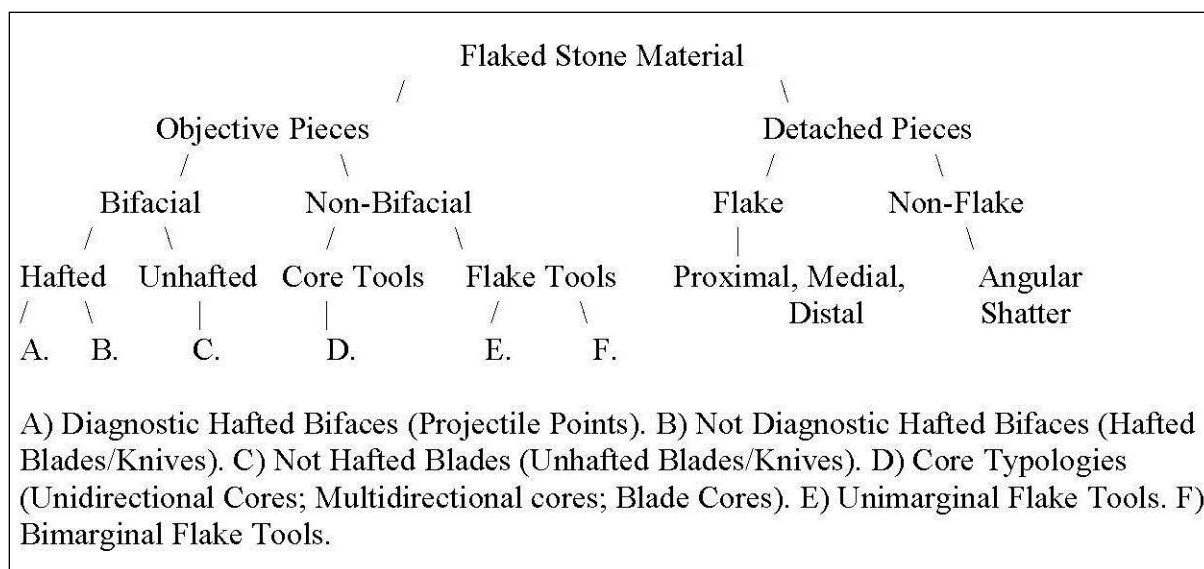 Flaked Stone Material
Objective Pieces Detached Pieces
Bifacial Non-Bifacial Flake Non-Flake
Hafted Unhafted Core Tools Flake Tools Proximal, Medial, Angular
Distal Shatter
A. B. C. D. E. F.
A) Diagnostic Hafted Bifaces (Projectile Points). B) Not Diagnostic Hafted Bifaces (Hafted
Blades/Knives). C) Not Hafted Blades (Unhafted Blades/Knives). D) Core Typologies
(Unidirectional Cores; Multidirectional cores; Blade Cores). E) Unimarginal Flake Tools. F)
Bimarginal Flake Tools.